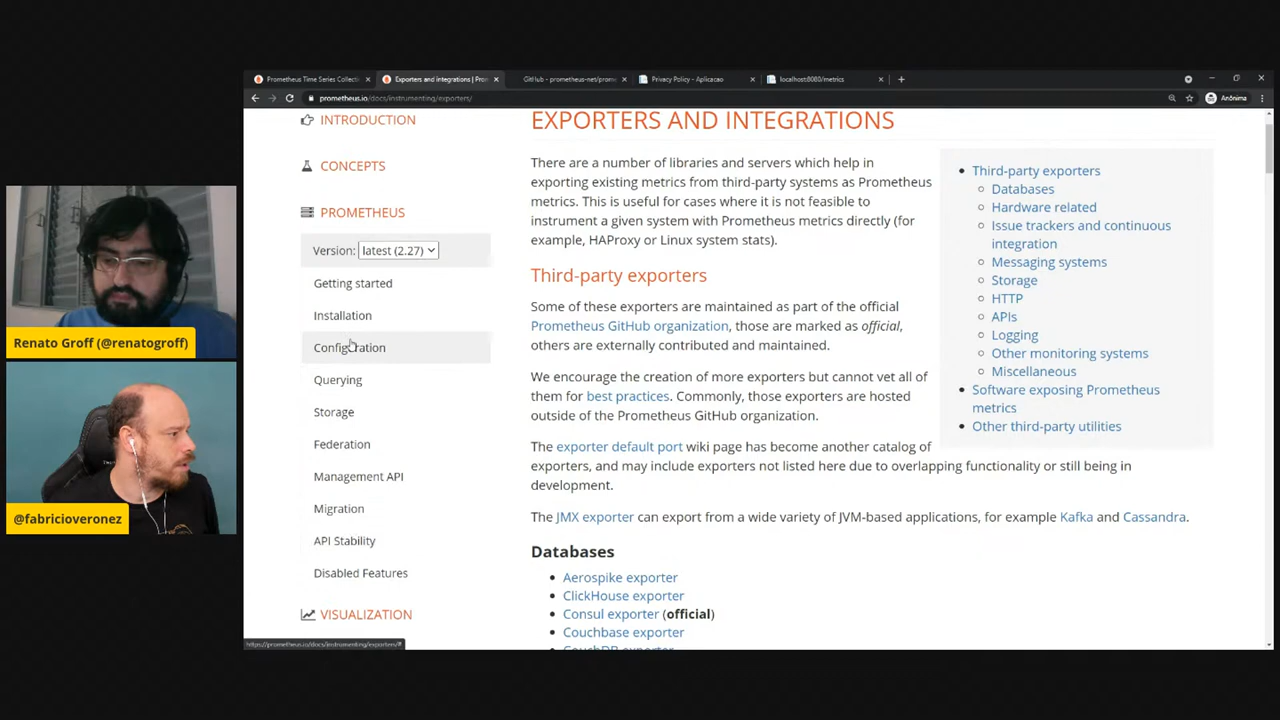 Prometheus Time Series Collecti
Exporters and integrations | Pro
GitHub - prometheus-net/prome
Privacy Policy - Aplicacao
localhost:8080/metrics
prometheus.io/docs/instrumenting/exporters/
Anônima
INTRODUCTION
CONCEPTS
PROMETHEUS
Version: latest (2.27)
Getting started
Installation
Configuration
Querying
Storage
Federation
Management API
Migration
API Stability
Disabled Features
VISUALIZATION
https://prometheus.io/docs/instrumenting/exporters/#
EXPORTERS AND INTEGRATIONS
There are a number of libraries and servers which help in
exporting existing metrics from third-party systems as Prometheus
metrics. This is useful for cases where it is not feasible to
instrument a given system with Prometheus metrics directly (for
example, HAProxy or Linux system stats).
Third-party exporters
Some of these exporters are maintained as part of the official
Prometheus GitHub organization, those are marked as official,
others are externally contributed and maintained.
We encourage the creation of more exporters but cannot vet all of
them for best practices. Commonly, those exporters are hosted
outside of the Prometheus GitHub organization.
The exporter default port wiki page has become another catalog of
exporters, and may include exporters not listed here due to overlapping functionality or still being in
development.
The JMX exporter can export from a wide variety of JVM-based applications, for example Kafka and Cassandra.
Databases
Aerospike exporter
ClickHouse exporter
Consul exporter (official)
Couchbase exporter
CouchDB exporter
Third-party exporters
Databases
Hardware related
Issue trackers and continuous
integration
Messaging systems
Storage
HTTP
APIs
Logging
Other monitoring systems
Miscellaneous
Software exposing Prometheus
metrics
Other third-party utilities
Renato Groff (@renatogroff)
@fabricioveronez